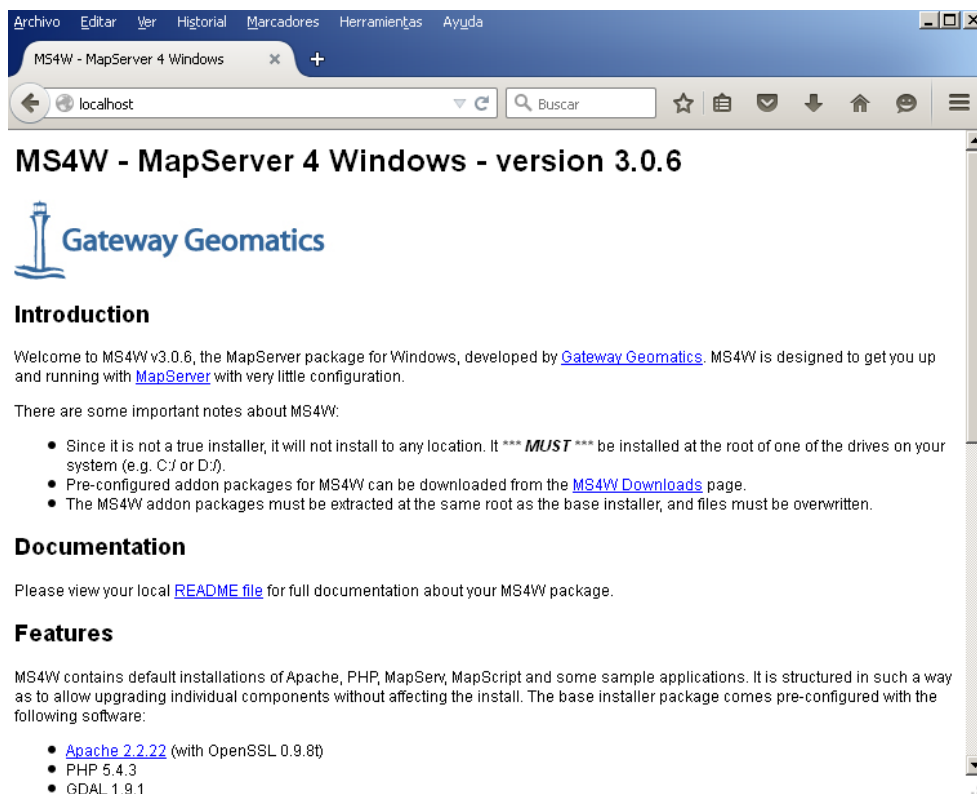 Archivo Editar Ver Historial Marcadores Herramientas Ayuda
MS4W - MapServer 4 Windows
localhost
Buscar
MS4W - MapServer 4 Windows - version 3.0.6
Gateway Geomatics
Introduction
Welcome to MS4W v3.0.6, the MapServer package for Windows, developed by Gateway Geomatics. MS4W is designed to get you up
and running with MapServer with very little configuration.
There are some important notes about MS4W:
• Since it is not a true installer, it will not install to any location. It *** MUST *** be installed at the root of one of the drives on your
system (e.g. C:/ or D:/).
• Pre-configured addon packages for MS4W can be downloaded from the MS4W Downloads page.
• The MS4W addon packages must be extracted at the same root as the base installer, and files must be overwritten.
Documentation
Please view your local README file for full documentation about your MS4W package.
Features
MS4W contains default installations of Apache, PHP, MapServ, MapScript and some sample applications. It is structured in such a way
as to allow upgrading individual components without affecting the install. The base installer package comes pre-configured with the
following software:
• Apache 2.2.22 (with OpenSSL 0.9.8t)
• PHP 5.4.3
• GDAL 1.9.1